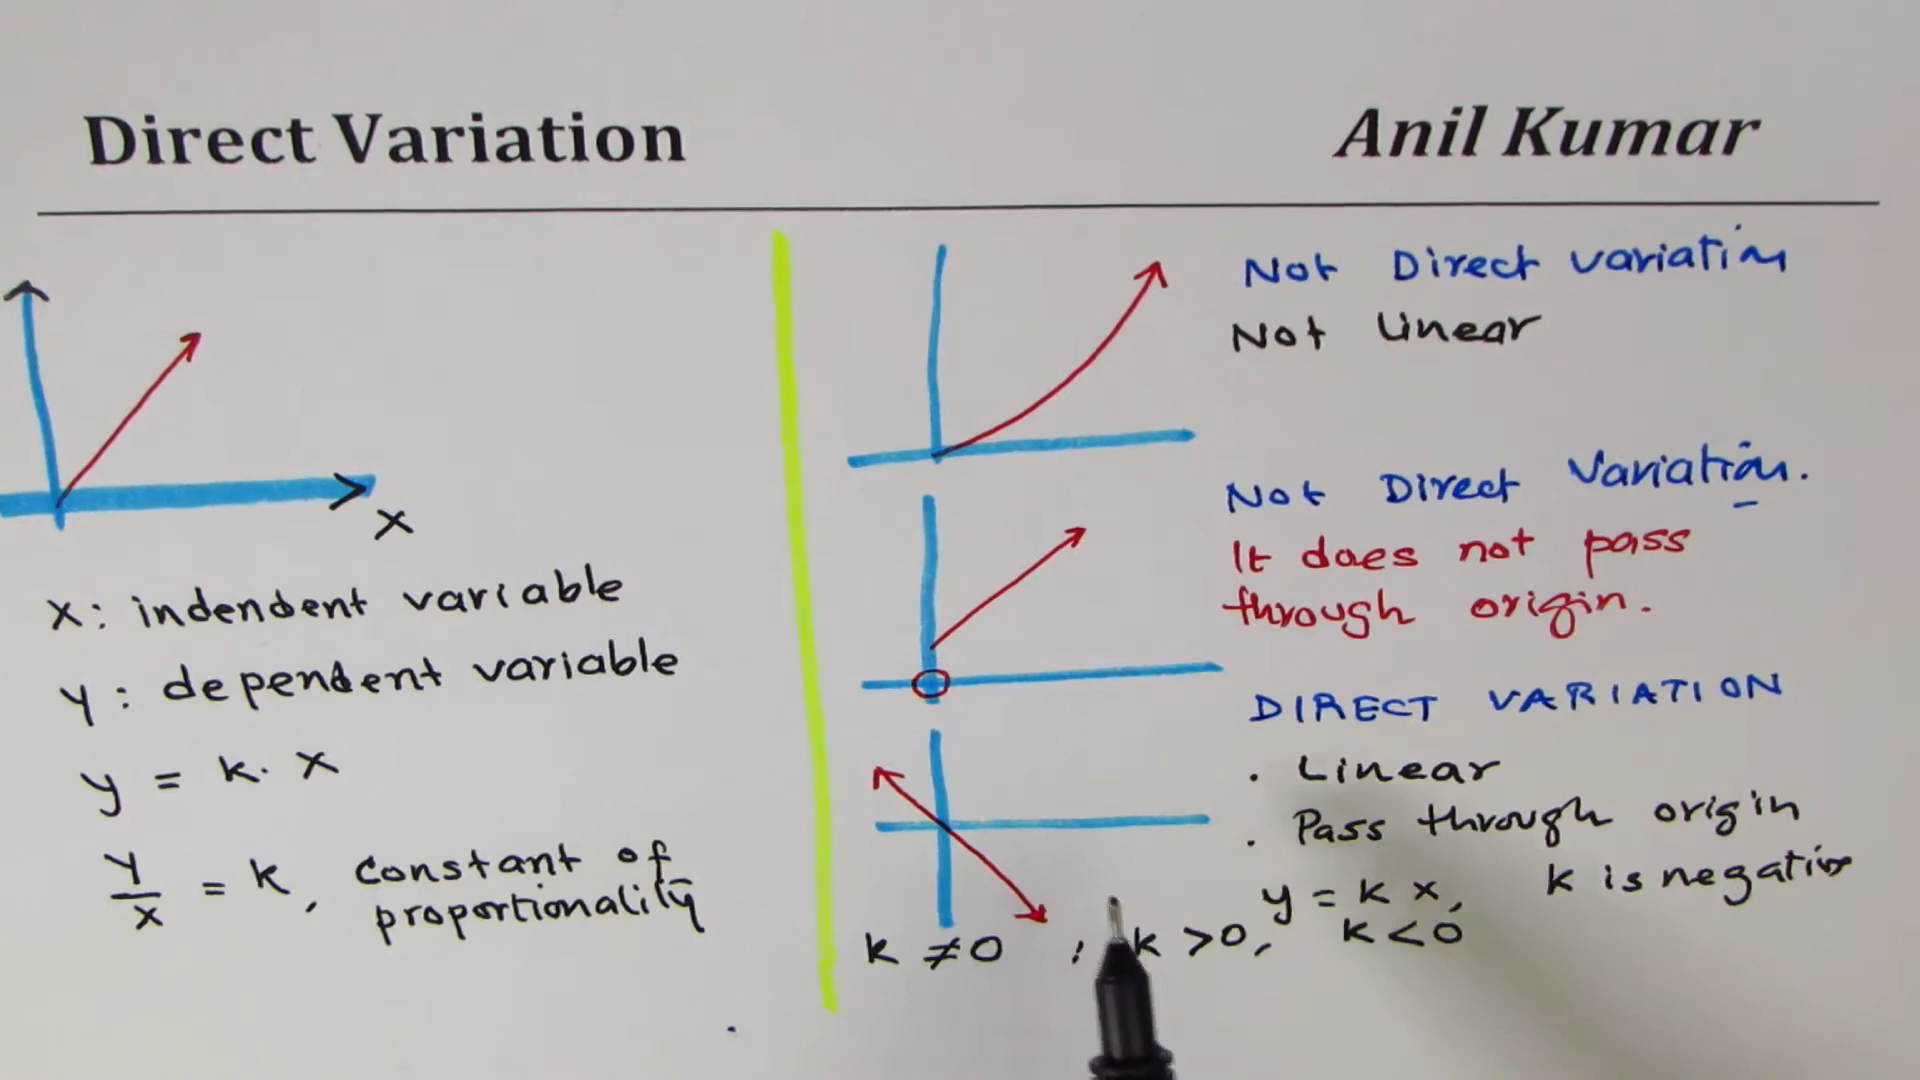 Direct Variation
Anil Kumar
x
x: indendent variable
y: dependent variable
y = k. x
y/x = k, constant of
proportionality
Not Direct variation
Not Linear
Not Direct Variation.
It does not pass
through origin.
DIRECT VARIATION
. Linear
. Pass through origin
y = k x, k is negative
k ≠ 0 ; k > 0, k < 0